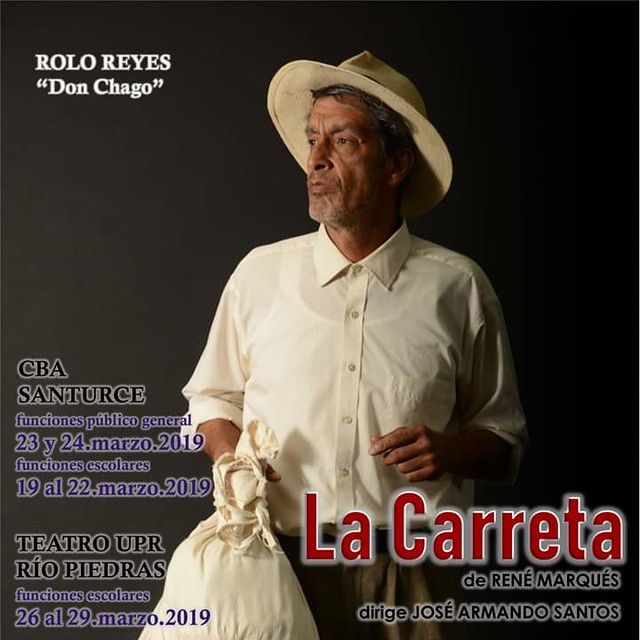 ROLO REYES
“Don Chago”
CBA
SANTURCE
funciones público general
23 y 24.marzo.2019
funciones escolares
19 al 22.marzo.2019
La Carreta
TEATRO UPR
RÍO PIEDRAS
de RENÉ MARQUÉS
funciones escolares
26 al 29.marzo.2019
dirige JOSÉ ARMANDO SANTOS